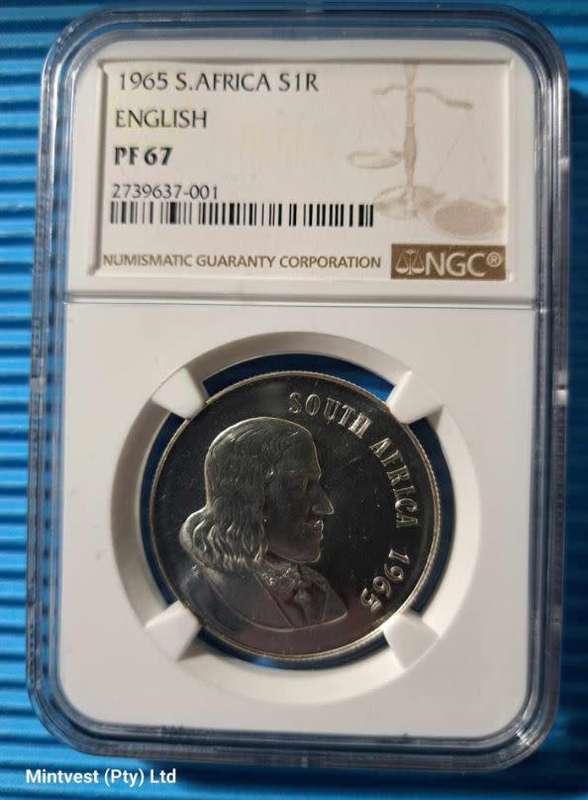 1965 S.AFRICA S1R
ENGLISH
PF 67
2739637-001
NUMISMATIC GUARANTY CORPORATION
NGC®
SOUTH AFRICA 1965
Mintvest (Pty) Ltd